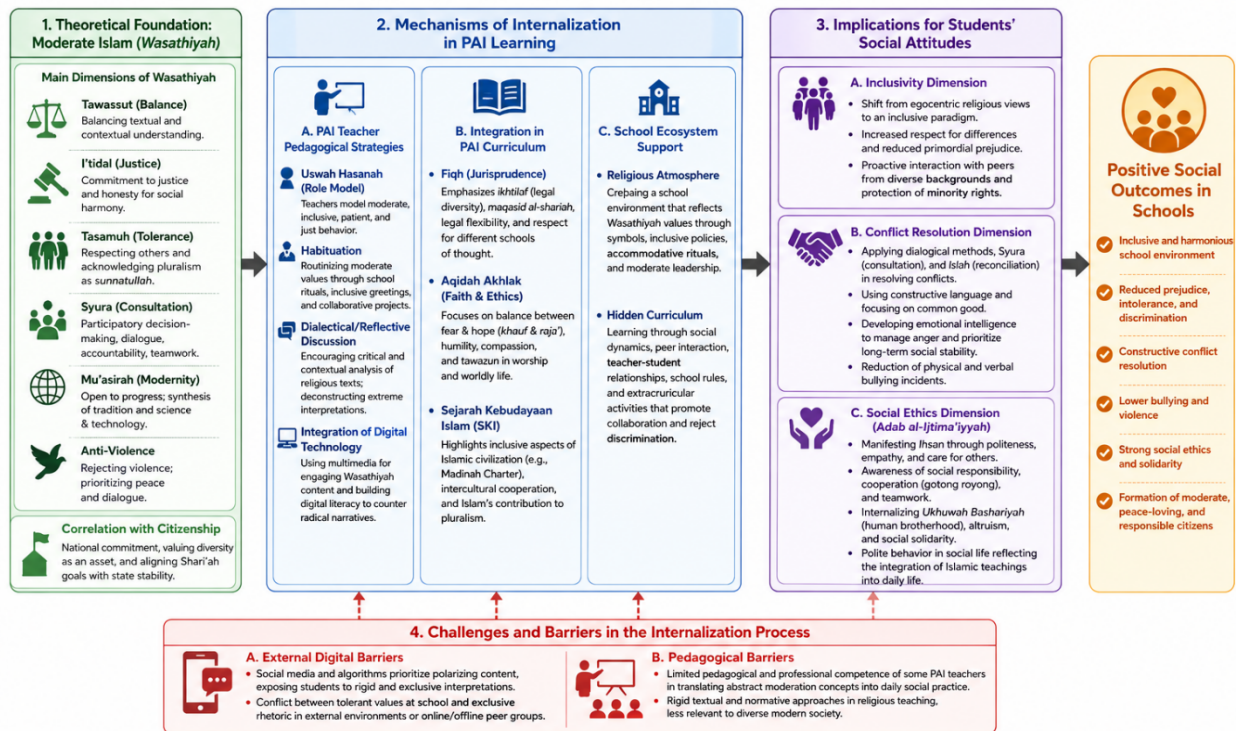 1. Theoretical Foundation:
Moderate Islam (Wasathiyah)
Main Dimensions of Wasathiyah
Tawassut (Balance)
Balancing textual and
contextual understanding.
I'tidal (Justice)
Commitment to justice
and honesty for social
harmony.
Tasamuh (Tolerance)
Respecting others and
acknowledging pluralism
as sunnatullah.
Syura (Consultation)
Participatory decision-
making, dialogue,
accountability, teamwork.
Mu'asirah (Modernity)
Open to progress; synthesis
of tradition and science
& technology.
Anti-Violence
Rejecting violence;
prioritizing peace
and dialogue.
Correlation with Citizenship
National commitment, valuing diversity
as an asset, and aligning Shari'ah
goals with state stability.
2. Mechanisms of Internalization
in PAI Learning
A. PAI Teacher
Pedagogical Strategies
Uswah Hasanah
(Role Model)
Teachers model moderate,
inclusive, patient, and
just behavior.
Habituation
Routinizing moderate
values through school
rituals, inclusive greetings,
and collaborative projects.
Dialectical/Reflective
Discussion
Encouraging critical and
contextual analysis of
religious texts;
deconstructing extreme
interpretations.
Integration of Digital
Technology
Using multimedia for
engaging Wasathiyah
content and building
digital literacy to counter
radical narratives.
B. Integration in
PAI Curriculum
• Fiqh (Jurisprudence)
Emphasizes ikhtilaf (legal
diversity), maqasid al-shariah,
legal flexibility, and respect
for different schools
of thought.
• Aqidah Akhlak
(Faith & Ethics)
Focuses on balance between
fear & hope (khauf & raja'),
humility, compassion,
and tawazun in worship
and worldly life.
• Sejarah Kebudayaan
Islam (SKI)
Highlights inclusive aspects of
Islamic civilization (e.g.,
Madinah Charter),
intercultural cooperation,
and Islam's contribution to
pluralism.
C. School Ecosystem
Support
• Religious Atmosphere
a school
environment that reflects
Wasathiyah values through
symbols, inclusive policies,
accommodative rituals,
and moderate leadership.
• Hidden Curriculum
Learning through social
dynamics, peer interaction,
teacher-student
relationships, school rules,
and extracuricular
activities that promote
collaboration and reject
discrimination.
3. Implications for Students'
Social Attitudes
A. Inclusivity Dimension
• Shift from egocentric religious views
to an inclusive paradigm.
• Increased respect for differences
and reduced primordial prejudice.
• Proactive interaction with peers
from diverse backgrounds and
protection of minority rights.
B. Conflict Resolution Dimension
• Applying dialogical methods, Syura
(consultation), and Islah (reconciliation) in
resolving conflicts.
• Using constructive language and
focusing on common good.
• Developing emotional intelligence
to manage anger and prioritize
long-term social stability.
• Reduction of physical and verbal
bullying incidents.
C. Social Ethics Dimension
(Adab al-Ijtima'iyyah)
• Manifesting Ihsan through politeness,
empathy, and care for others.
• Awareness of social responsibility,
cooperation (gotong royong),
and teamwork.
• Internalizing Ukhuwah Bashariyah
(human brotherhood), altruism,
and social solidarity.
• Polite behavior in social life reflecting
the integration of Islamic teachings
into daily life.
Positive Social
Outcomes in
Schools
Inclusive and harmonious
school environment
Reduced prejudice,
intolerance, and
discrimination
Constructive conflict
resolution
Lower bullying and
violence
Strong social ethics
and solidarity
Formation of moderate,
peace-loving, and
responsible citizens
4. Challenges and Barriers in the Internalization Process
A. External Digital Barriers
• Social media and algorithms prioritize polarizing content,
exposing students to rigid and exclusive interpretations.
• Conflict between tolerant values at school and exclusive
rhetoric in external environments or online/offline peer groups.
B. Pedagogical Barriers
• Limited pedagogical and professional competence of some PAI teachers
in translating abstract moderation concepts into daily social practice.
• Rigid textual and normative approaches in religious teaching,
less relevant to diverse modern society.